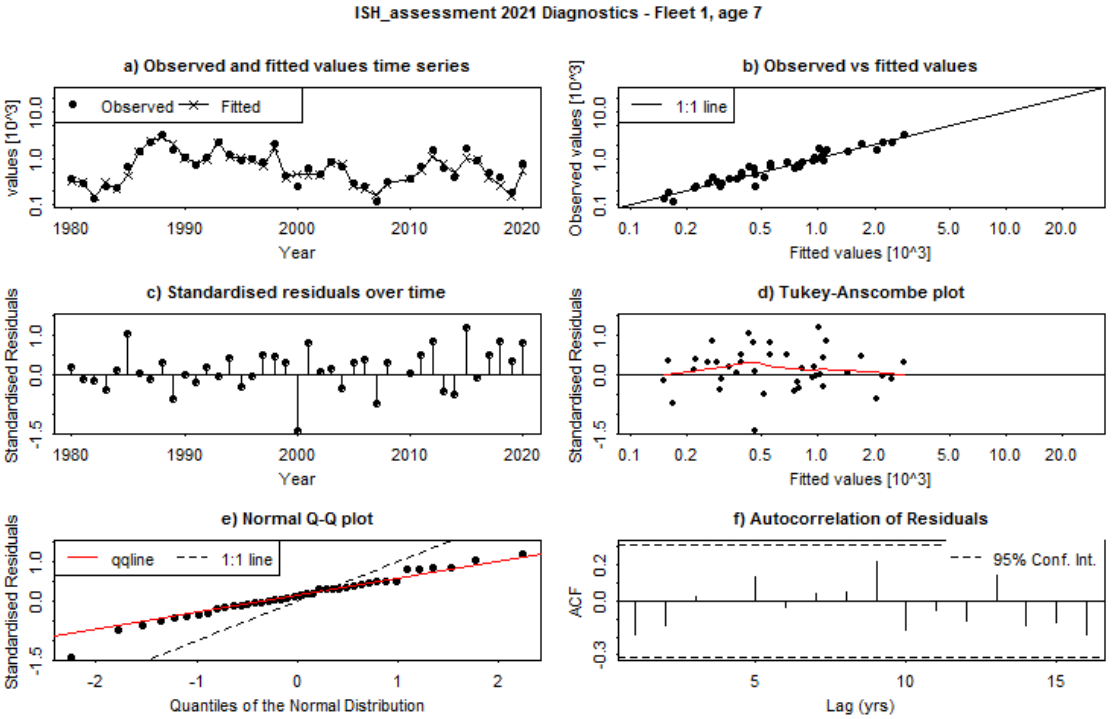 ISH_assessment 2021 Diagnostics - Fleet 1, age 7
a) Observed and fitted values time series
values [10^3]
0.1 1.0 10.0
Observed Fitted
1980 1990 2000 2010 2020
Year
b) Observed vs fitted values
Observed values [10^3]
0.1 1.0 10.0
1:1 line
0.1 0.2 0.5 1.0 2.0 5.0 10.0 20.0
Fitted values [10^3]
c) Standardised residuals over time
Standardised Residuals
-1.5 0.0 1.0
1980 1990 2000 2010 2020
Year
d) Tukey-Anscombe plot
Standardised Residuals
-1.5 0.0 1.0
0.1 0.2 0.5 1.0 2.0 5.0 10.0 20.0
Fitted values [10^3]
e) Normal Q-Q plot
Standardised Residuals
-1.5 0.0 1.0
qqline 1:1 line
-2 -1 0 1 2
Quantiles of the Normal Distribution
f) Autocorrelation of Residuals
ACF
-0.3 0.0 0.2
95% Conf. Int.
5 10 15
Lag (yrs)